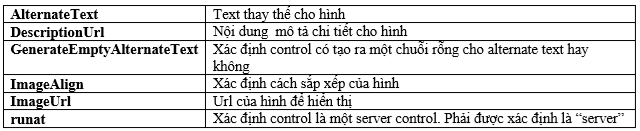 AlternateText Text thay thế cho hình
DescriptionUrl Nội dung mô tả chi tiết cho hình
GenerateEmptyAlternateText Xác định control có tạo ra một chuỗi rỗng cho alternate text hay
không
ImageAlign Xác định cách sắp xếp của hình
ImageUrl Url của hình để hiển thị
runat Xác định control là một server control. Phải được xác định là “server”